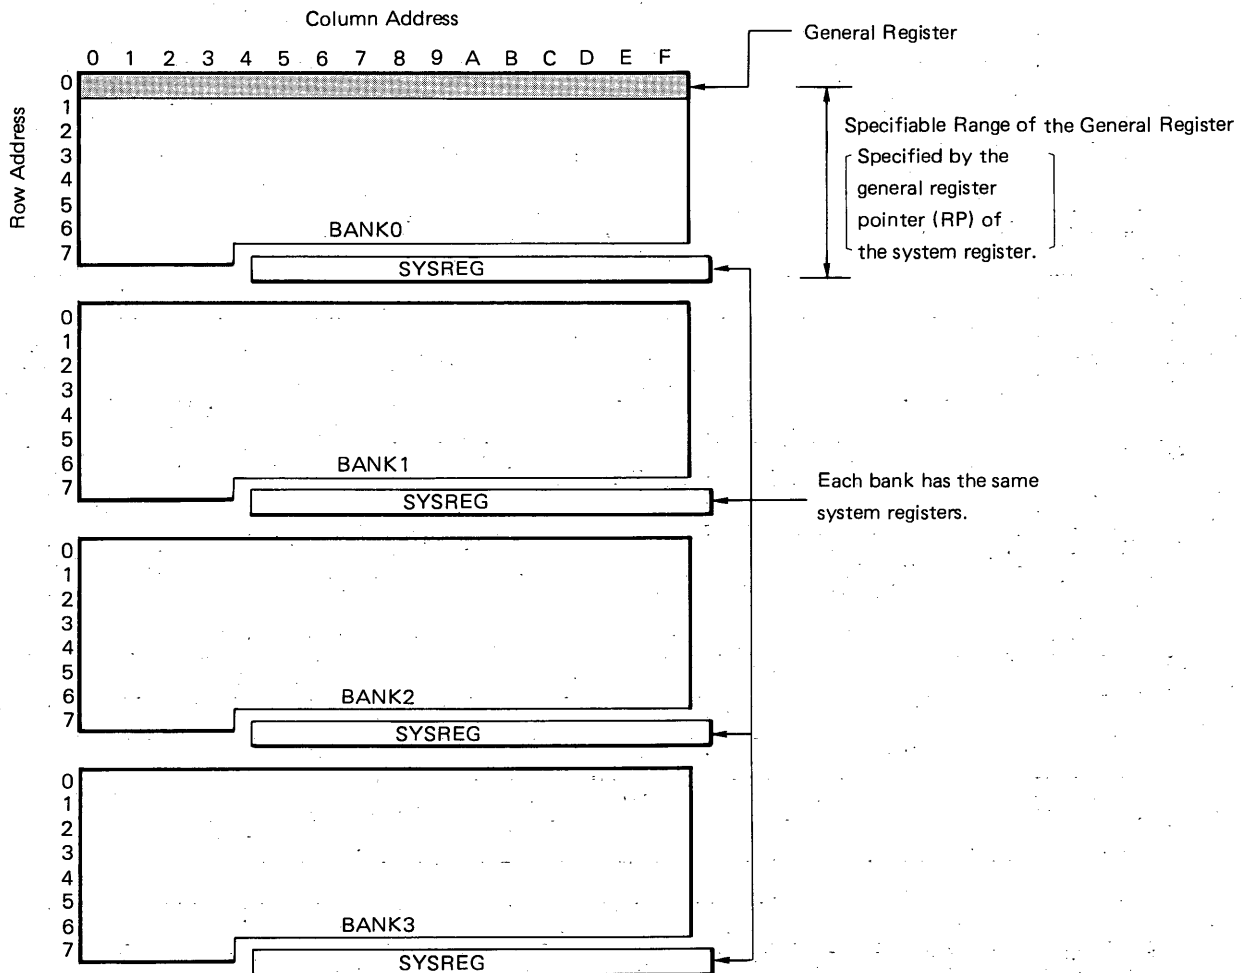 Column Address
General Register
0 1 2 3 4 5 6 7 8 9 A B C D E F
Row Address
0
1
2
3
4
5
6
7
BANK0
SYSREG
Specifiable Range of the General Register
Specified by the
general register
pointer (RP) of
the system register.
0
1
2
3
4
5
6
7
BANK1
SYSREG
Each bank has the same
system registers.
0
1
2
3
4
5
6
7
BANK2
SYSREG
0
1
2
3
4
5
6
7
BANK3
SYSREG